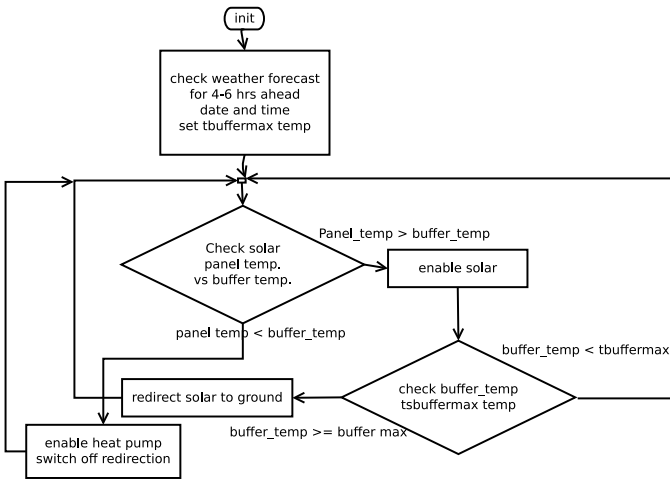 init
check weather forecast
for 4-6 hrs ahead
date and time
set tbuffermax temp
Panel_temp > buffer_temp
Check solar
panel temp.
vs buffer temp.
enable solar
panel temp < buffer_temp
buffer_temp < tbuffermax
check buffer_temp
tsbuffermax temp
redirect solar to ground
buffer_temp >= buffer max
enable heat pump
switch off redirection